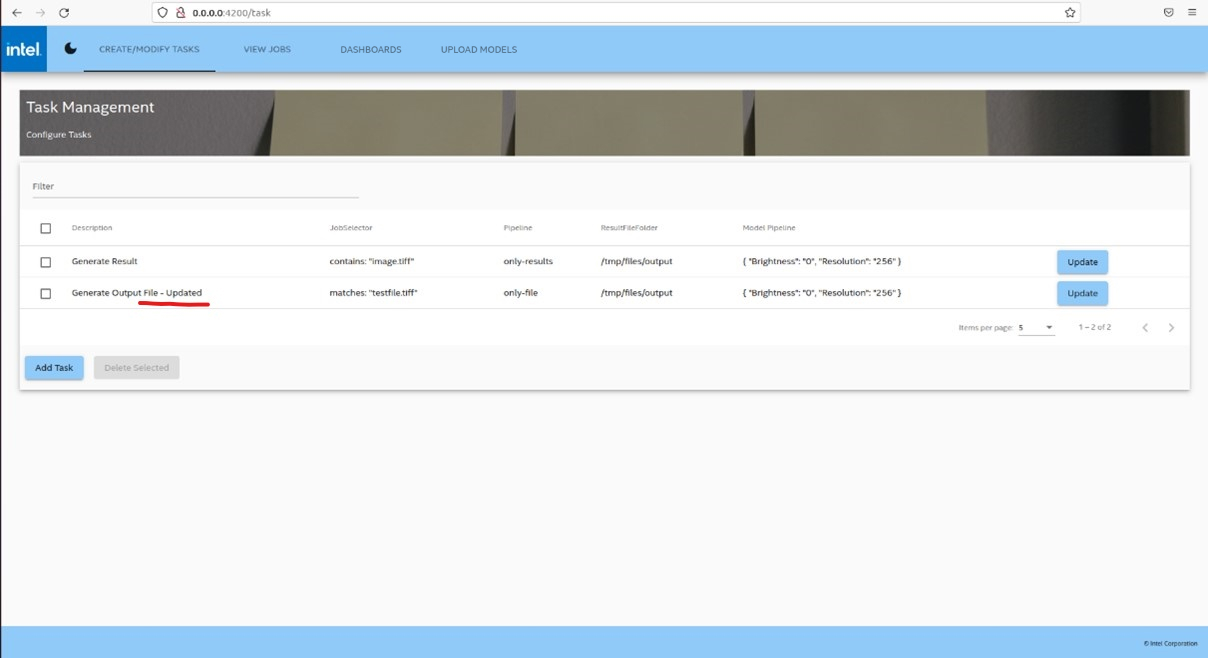 0.0.0.0:4200/task
intel.
CREATE/MODIFY TASKS VIEW JOBS DASHBOARDS UPLOAD MODELS
Task Management
Configure Tasks
Filter
Description JobSelector Pipeline ResultFileFolder Model Pipeline
Generate Result contains: "image.tiff" only-results /tmp/files/output { "Brightness": "0", "Resolution": "256" } Update
Generate Output File - Updated matches: "testfile.tiff" only-file /tmp/files/output { "Brightness": "0", "Resolution": "256" } Update
Items per page: 5 1 – 2 of 2
Add Task Delete Selected
© Intel Corporation